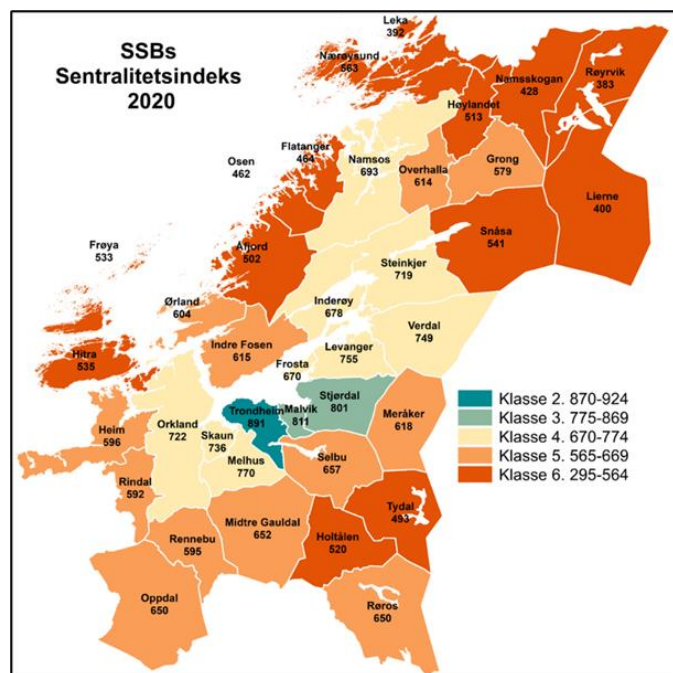 SSBs
Sentralitetsindeks
2020
Leka
392
Nærøysund
563
Namsskogan
428
Røyrvik
383
Høylandet
513
Flatanger
464
Osen
462
Namsos
693
Overhalla
614
Grong
579
Lierne
400
Snåsa
541
Frøya
533
Åfjord
502
Steinkjer
719
Ørland
604
Inderøy
678
Verdal
749
Indre Fosen
615
Levanger
755
Hitra
535
Frosta
670
Stjørdal
801
Trondheim
891
Malvik
811
Meråker
618
Heim
596
Orkland
722
Skaun
736
Melhus
770
Selbu
657
Rindal
592
Tydal
493
Midtre Gauldal
652
Holtålen
520
Rennebu
595
Oppdal
650
Røros
650
Klasse 2. 870-924
Klasse 3. 775-869
Klasse 4. 670-774
Klasse 5. 565-669
Klasse 6. 295-564